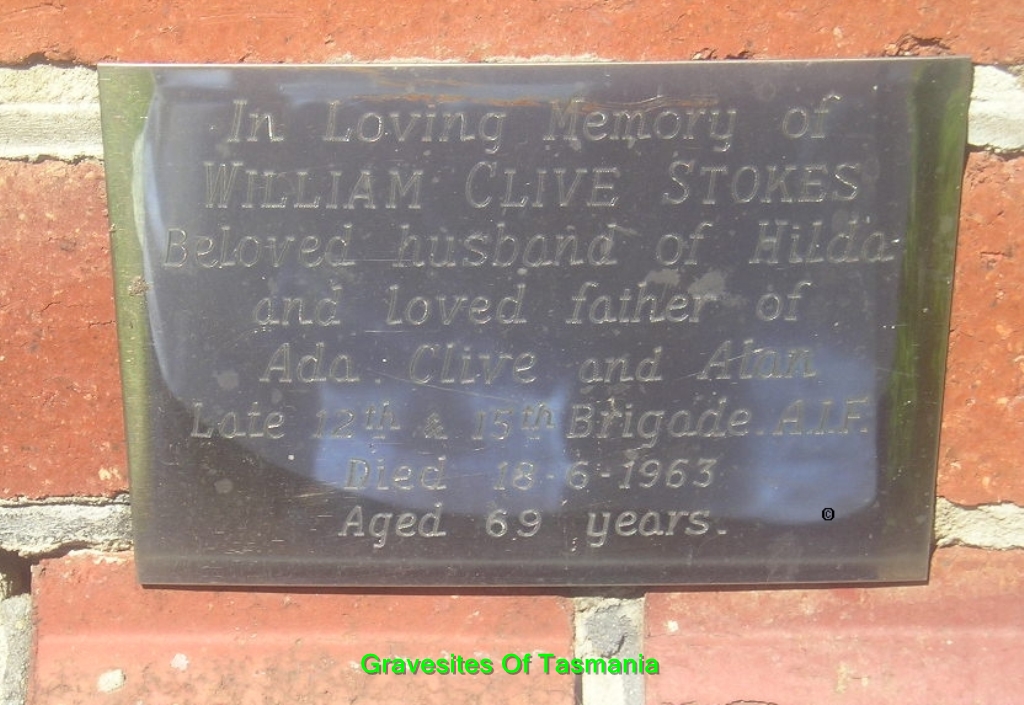 In Loving Memory of
WILLIAM CLIVE STOKES
Beloved husband of Hilda
and loved father of
Ada. Clive and Alan
Late 12th & 15th Brigade. A.I.F.
Died 18-6-1963
Aged 69 years.
©
Gravesites Of Tasmania